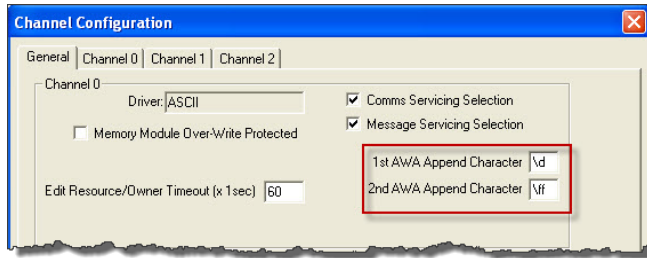 Channel Configuration
General Channel 0 Channel 1 Channel 2
Channel 0
Driver: ASCII
Comms Servicing Selection
Memory Module Over-Write Protected
Message Servicing Selection
1st AWA Append Character \d
2nd AWA Append Character \ff
Edit Resource/Owner Timeout (x 1sec) 60